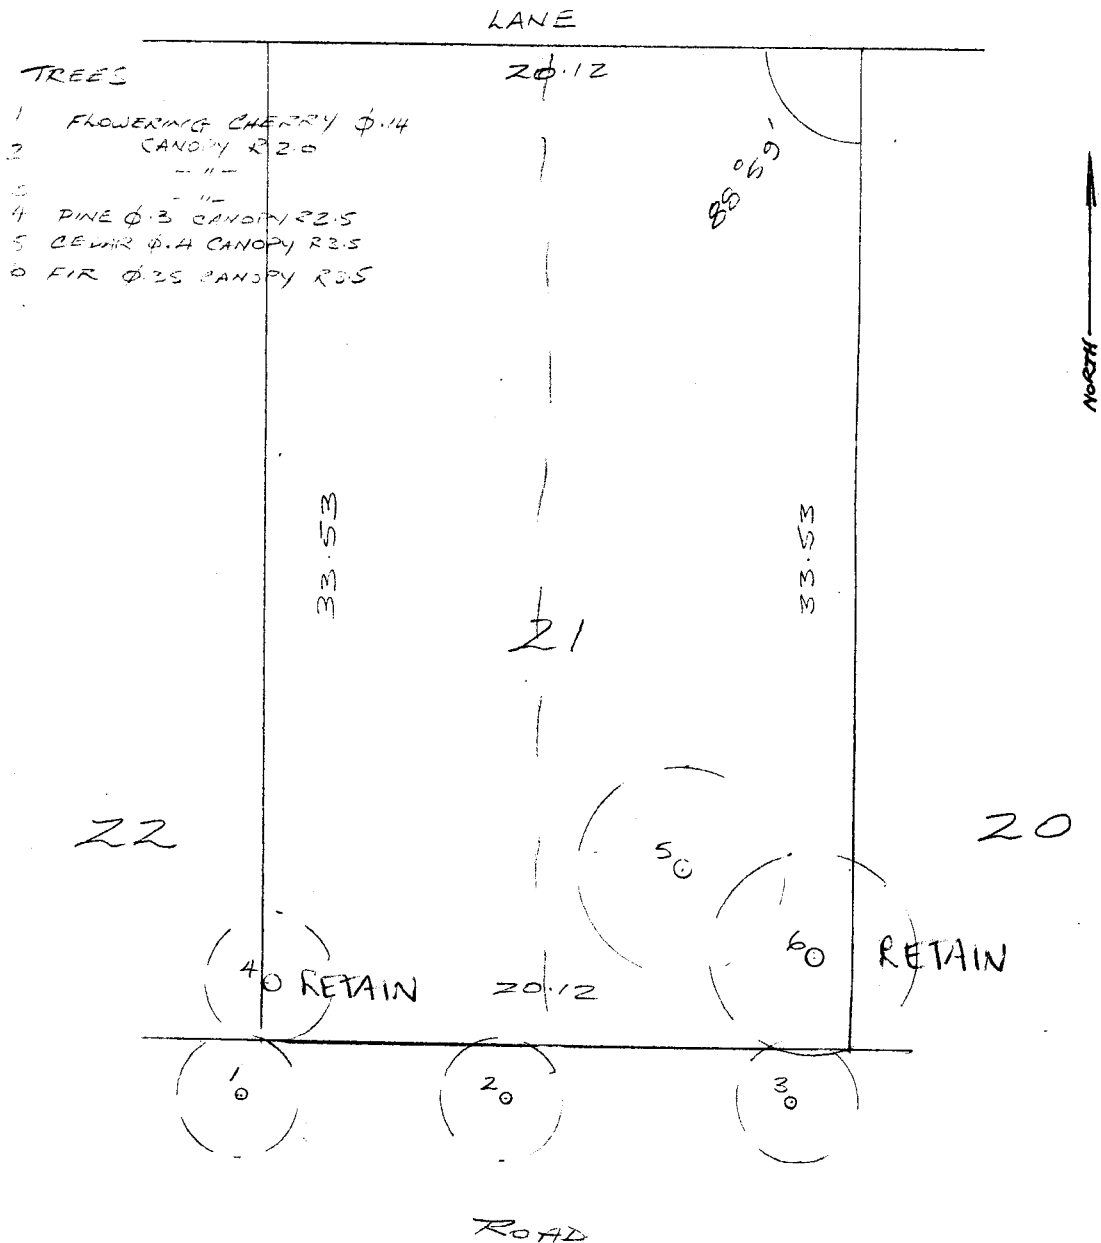 LANE
20.12
TREES
1 FLOWERING CHERRY ϕ.14
CANOPY R 2.0
2 - " -
3 - " -
4 PINE ϕ.3 CANOPY R2.5
5 CEDAR ϕ.4 CANOPY R3.5
6 FIR ϕ.35 CANOPY R3.5
88° 59'
NORTH
33.53
33.53
21
22
20
5
6
RETAIN
4
RETAIN
20.12
1
2
3
ROAD